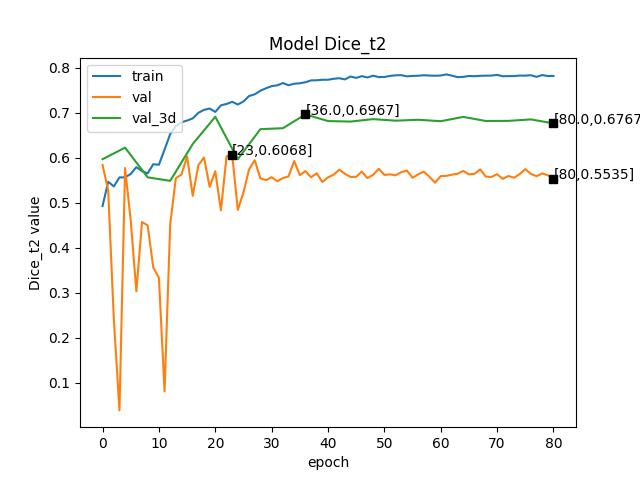 Model Dice_t2
train
val
val_3d
[36.0,0.6967]
[80.0,0.6767
[23,0.6068]
[80,0.5535]
0.8
0.7
0.6
0.5
0.4
0.3
0.2
0.1
Dice_t2 value
0 10 20 30 40 50 60 70 80
epoch